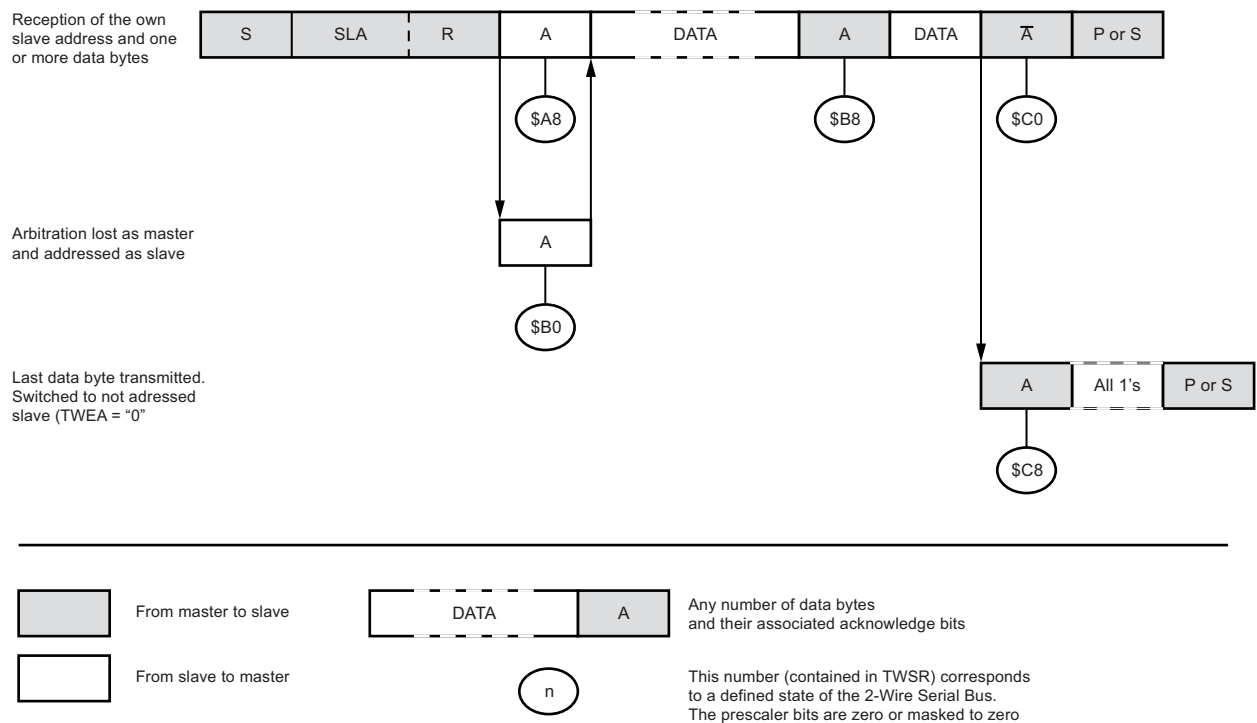 Reception of the own
slave address and one
or more data bytes
S SLA R A DATA A DATA A̅ P or S
$A8 $B8 $C0
Arbitration lost as master
and addressed as slave
A
$B0
Last data byte transmitted.
Switched to not adressed
slave (TWEA = “0”
A All 1's P or S
$C8
From master to slave
DATA A
Any number of data bytes
and their associated acknowledge bits
From slave to master
n
This number (contained in TWSR) corresponds
to a defined state of the 2-Wire Serial Bus.
The prescaler bits are zero or masked to zero